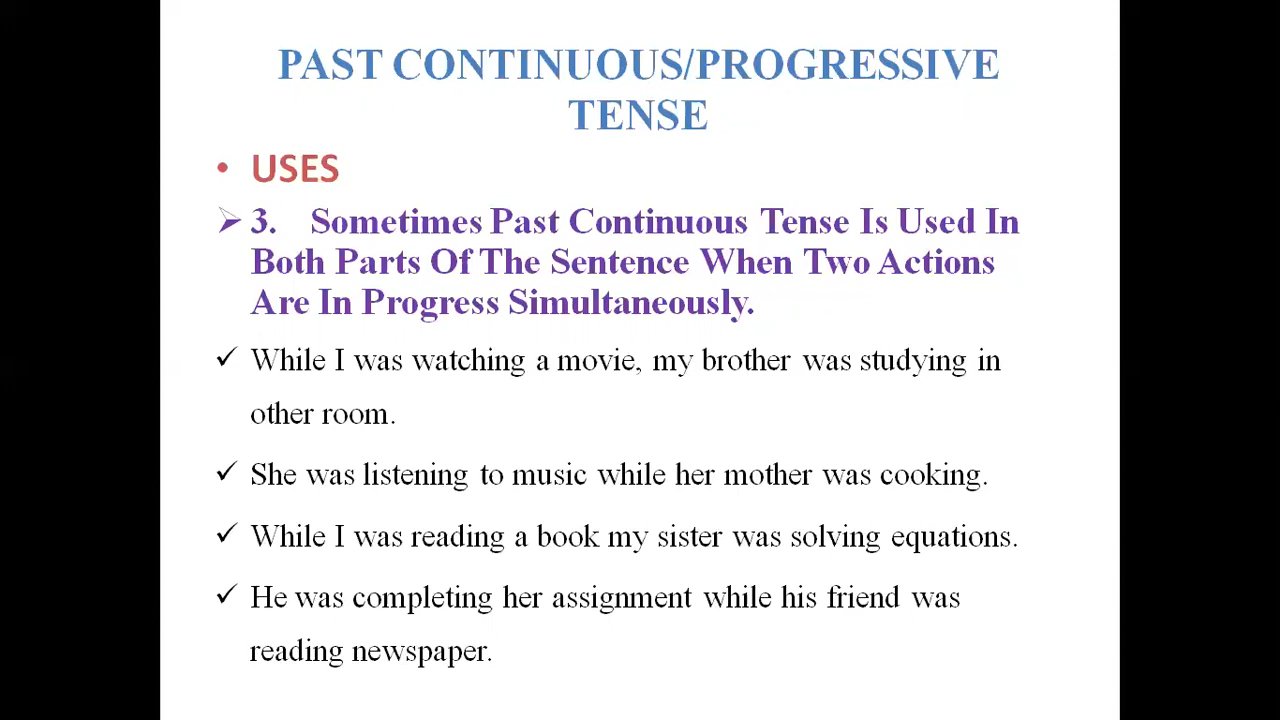 PAST CONTINUOUS/PROGRESSIVE
TENSE
• USES
➢ 3. Sometimes Past Continuous Tense Is Used In
Both Parts Of The Sentence When Two Actions
Are In Progress Simultaneously.
✓ While I was watching a movie, my brother was studying in
other room.
✓ She was listening to music while her mother was cooking.
✓ While I was reading a book my sister was solving equations.
✓ He was completing her assignment while his friend was
reading newspaper.